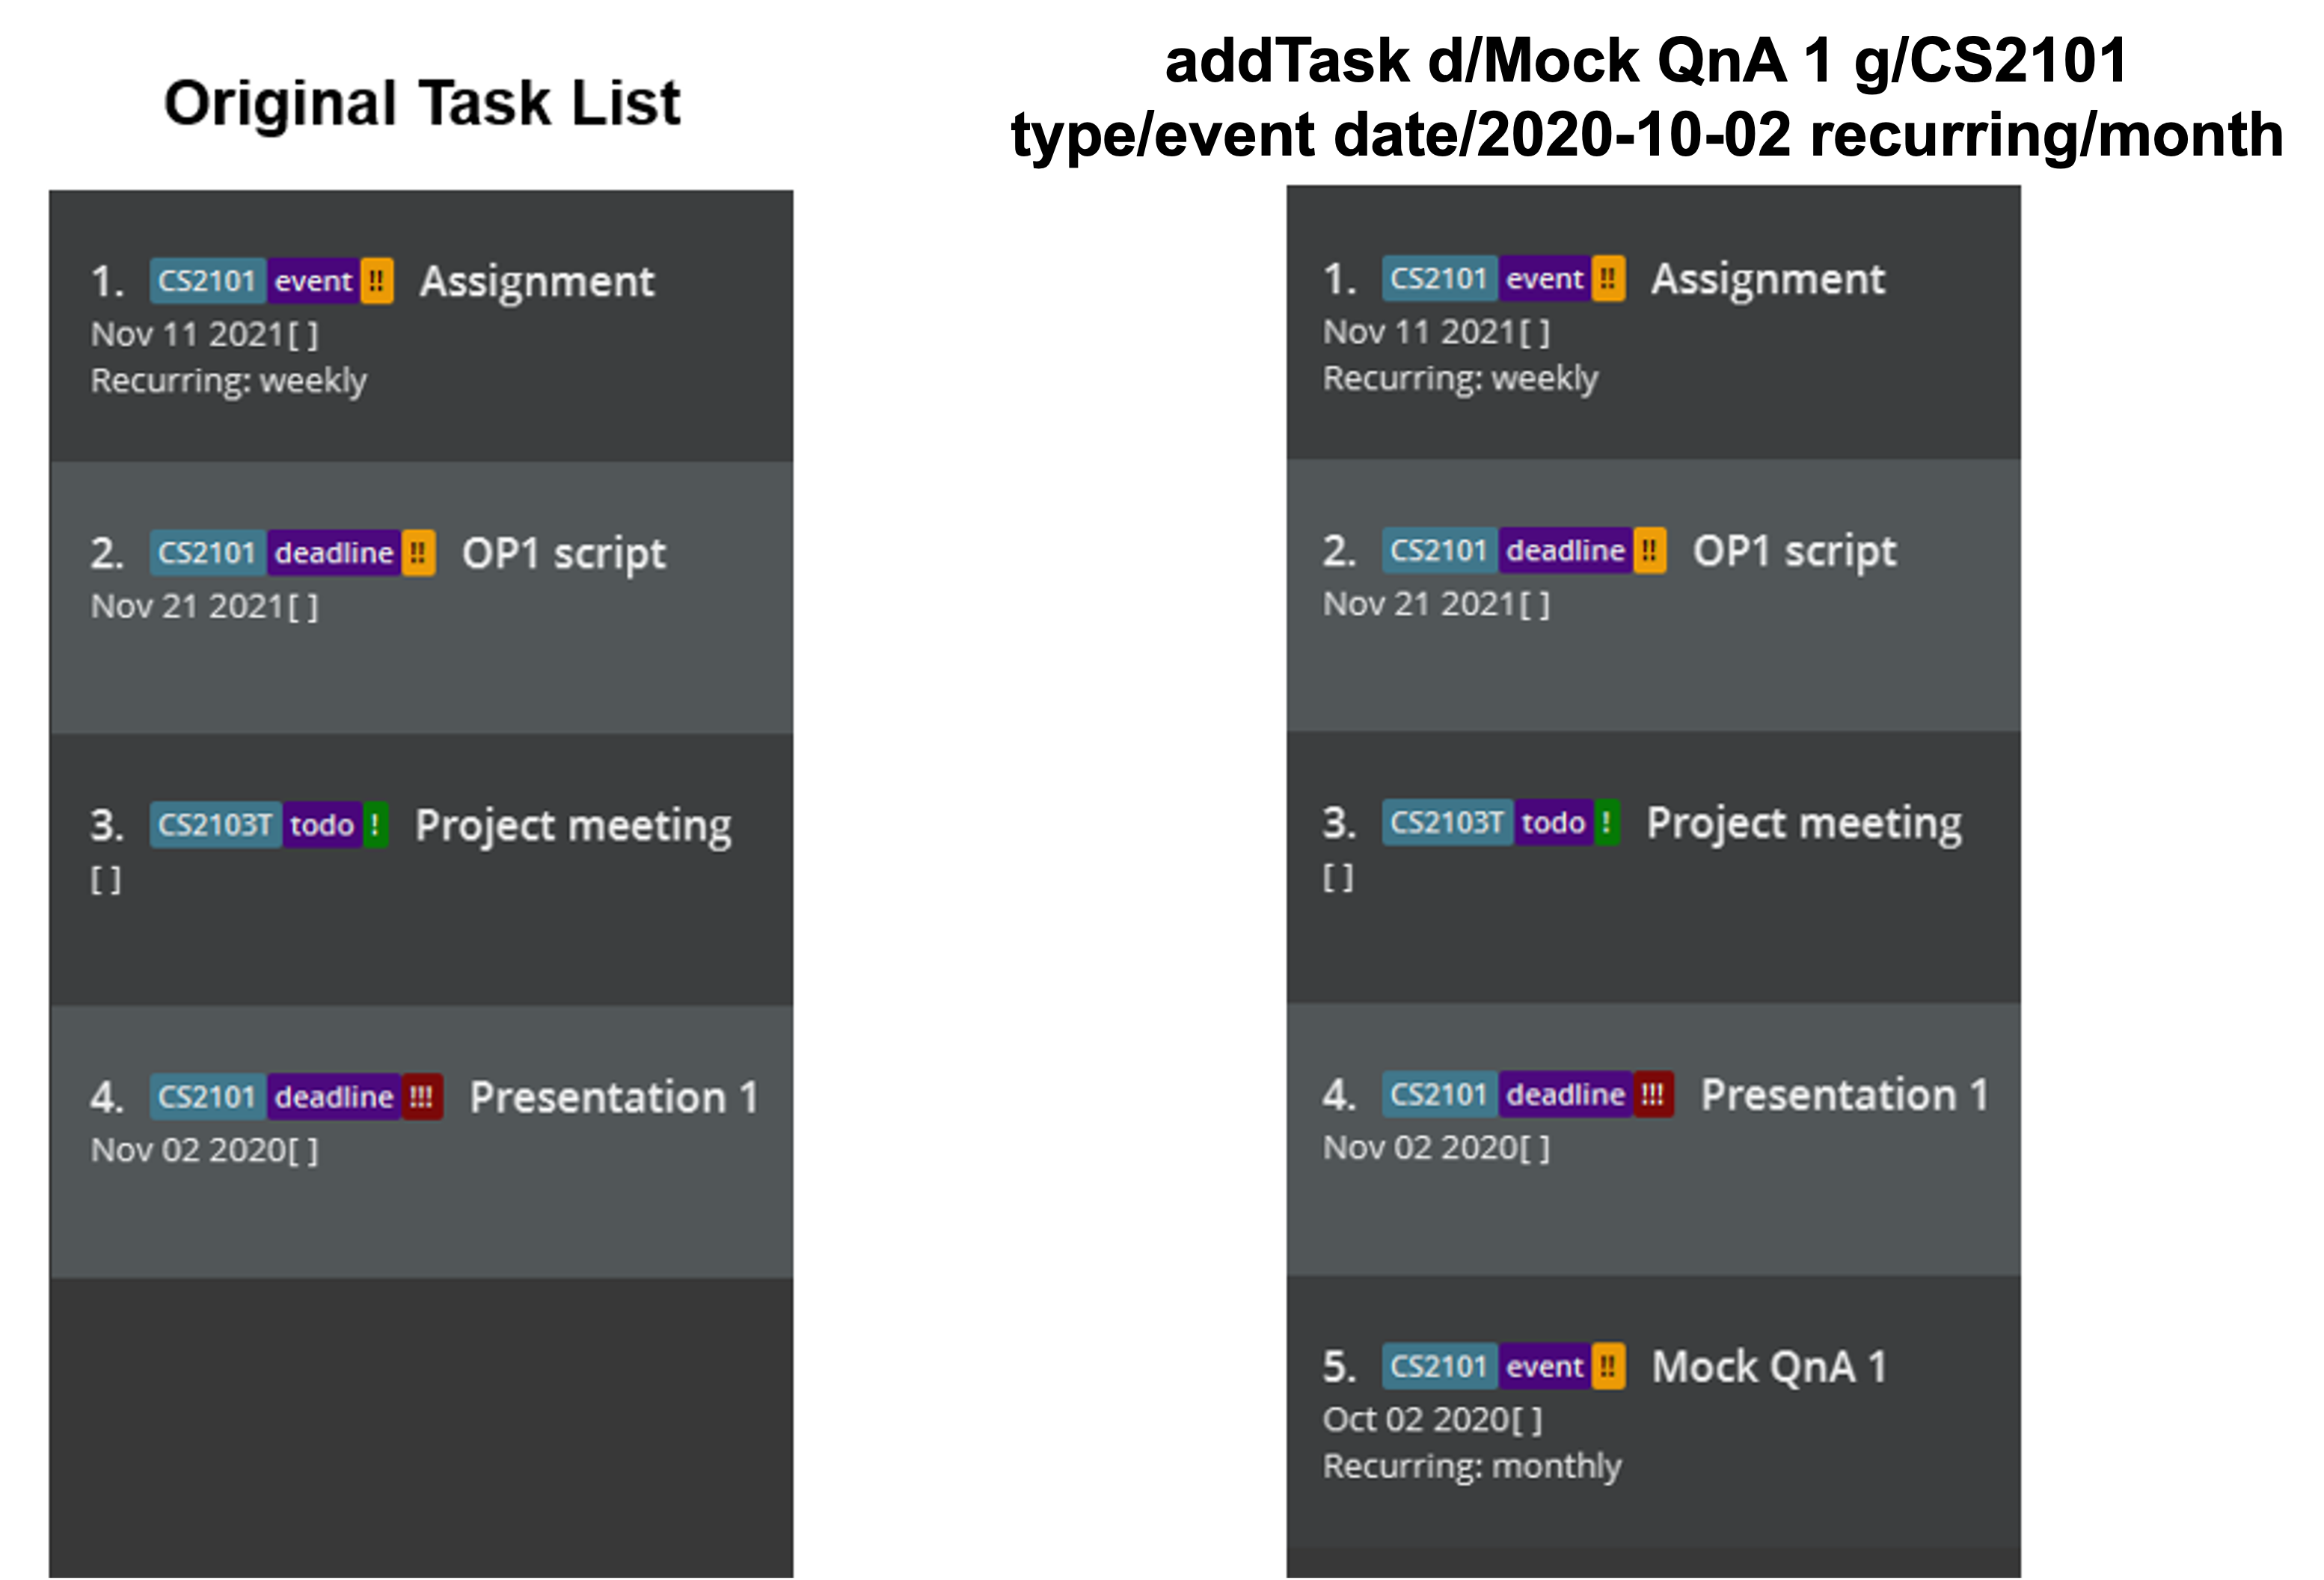 Original Task List
1. CS2101 event !! Assignment
Nov 11 2021[ ]
Recurring: weekly
2. CS2101 deadline !! OP1 script
Nov 21 2021[ ]
3. CS2103T todo ! Project meeting
[ ]
4. CS2101 deadline !!! Presentation 1
Nov 02 2020[ ]
addTask d/Mock QnA 1 g/CS2101
type/event date/2020-10-02 recurring/month
1. CS2101 event !! Assignment
Nov 11 2021[ ]
Recurring: weekly
2. CS2101 deadline !! OP1 script
Nov 21 2021[ ]
3. CS2103T todo ! Project meeting
[ ]
4. CS2101 deadline !!! Presentation 1
Nov 02 2020[ ]
5. CS2101 event !! Mock QnA 1
Oct 02 2020[ ]
Recurring: monthly